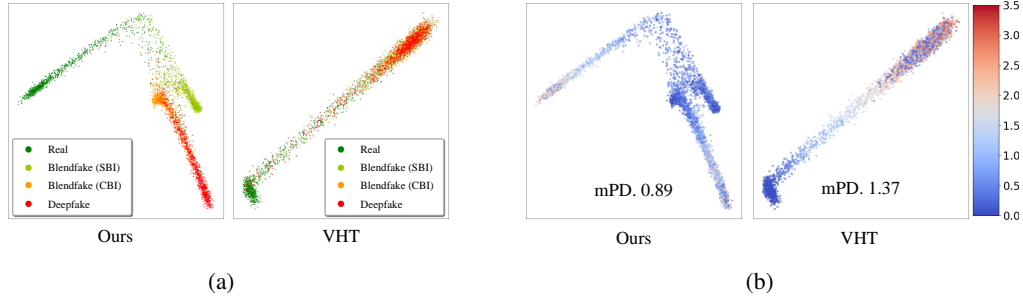 Real
Blendfake (SBI)
Blendfake (CBI)
Deepfake
Ours
Real
Blendfake (SBI)
Blendfake (CBI)
Deepfake
VHT
(a)
mPD. 0.89
Ours
mPD. 1.37
VHT
3.5
3.0
2.5
2.0
1.5
1.0
0.5
0.0
(b)